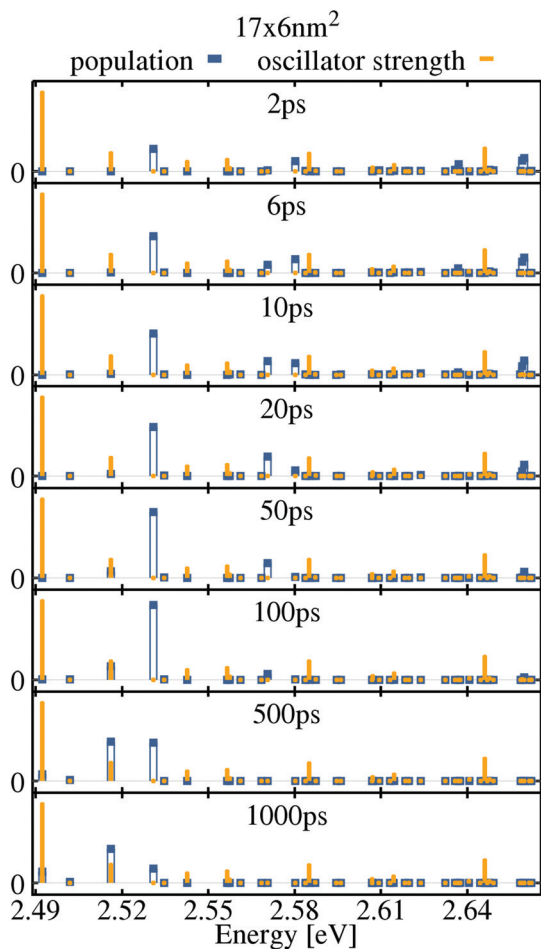 17x6nm²
population oscillator strength
2ps
0
6ps
0
10ps
0
20ps
0
50ps
0
100ps
0
500ps
0
1000ps
0
2.49 2.52 2.55 2.58 2.61 2.64
Energy [eV]